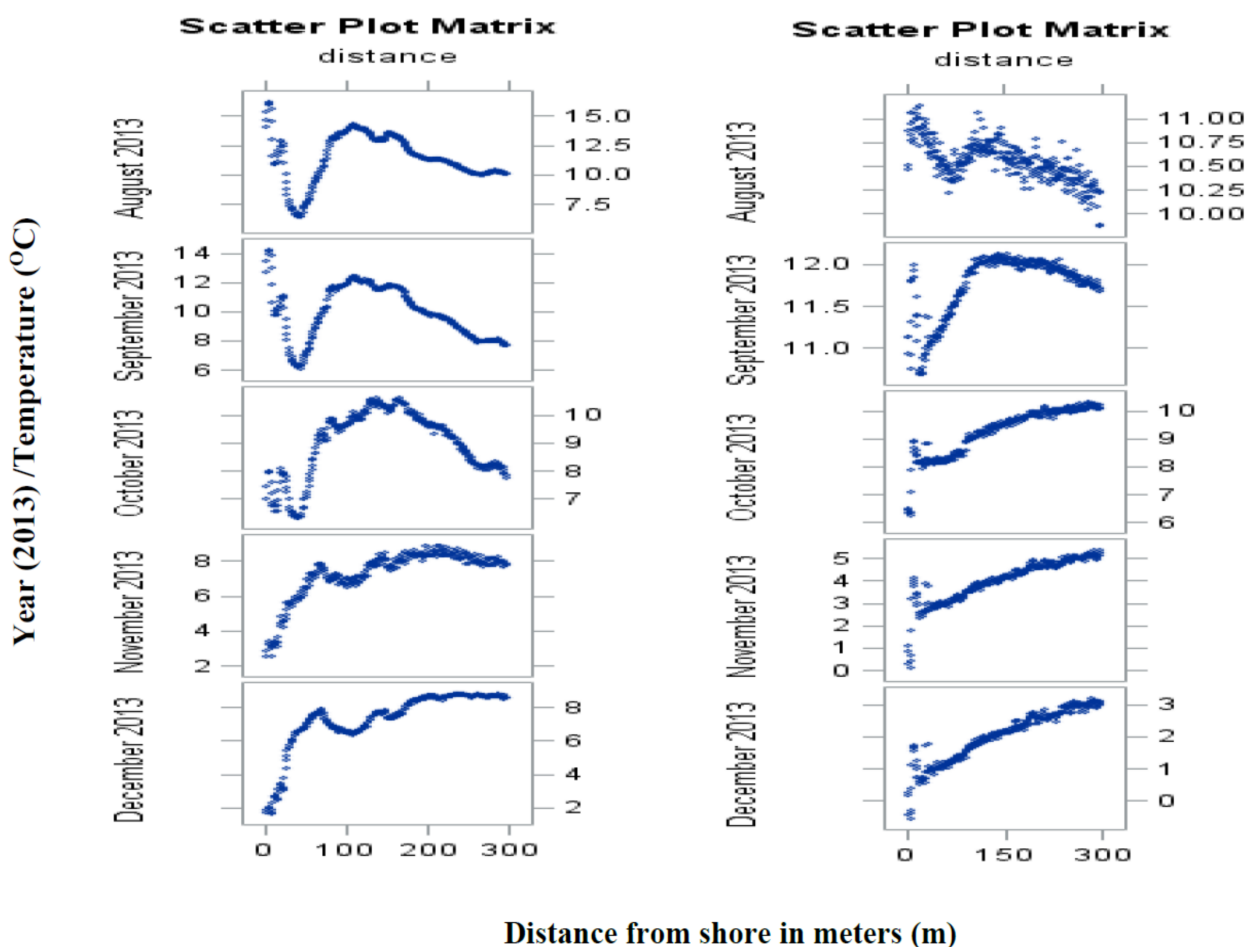 Scatter Plot Matrix
distance
August 2013
15.0
12.5
10.0
7.5
September 2013
14
12
10
8
6
October 2013
10
9
8
7
November 2013
8
6
4
2
December 2013
8
6
4
2
0 100 200 300
Scatter Plot Matrix
distance
August 2013
11.00
10.75
10.50
10.25
10.00
September 2013
12.0
11.5
11.0
October 2013
10
9
8
6
November 2013
5
4
3
2
1
0
December 2013
3
2
1
0
0 150 300
Year (2013) /Temperature (°C)
Distance from shore in meters (m)